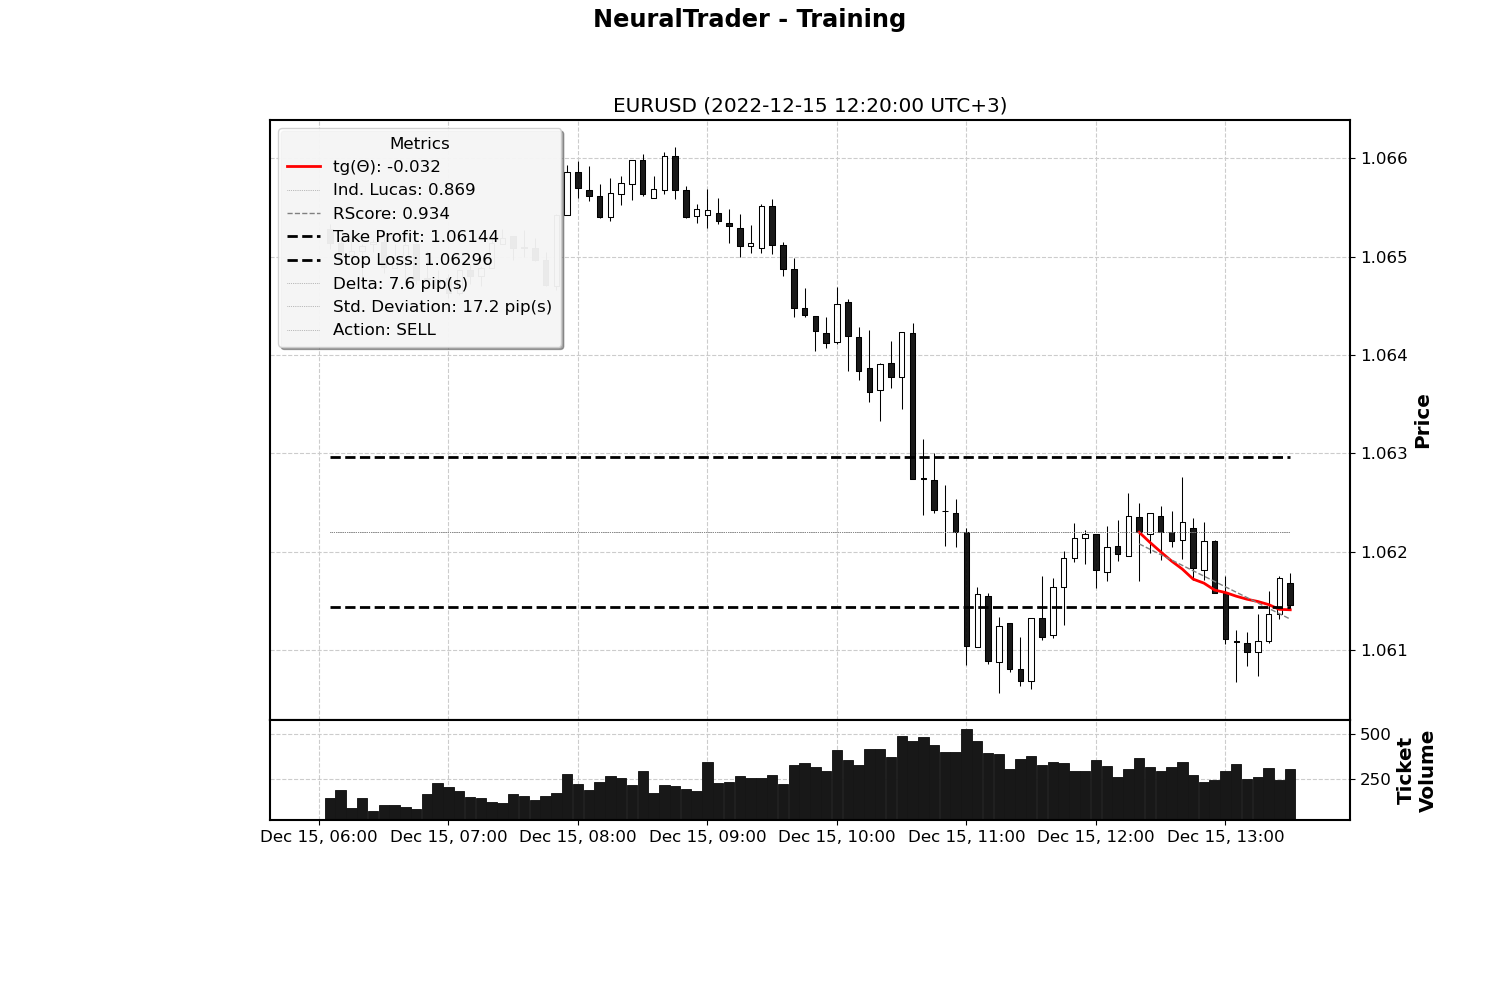 NeuralTrader - Training
EURUSD (2022-12-15 12:20:00 UTC+3)
Metrics
tg(Θ): -0.032
Ind. Lucas: 0.869
RScore: 0.934
Take Profit: 1.06144
Stop Loss: 1.06296
Delta: 7.6 pip(s)
Std. Deviation: 17.2 pip(s)
Action: SELL
1.066
1.065
1.064
1.063
1.062
1.061
Price
500
250
Ticket
Volume
Dec 15, 06:00 Dec 15, 07:00 Dec 15, 08:00 Dec 15, 09:00 Dec 15, 10:00 Dec 15, 11:00 Dec 15, 12:00 Dec 15, 13:00